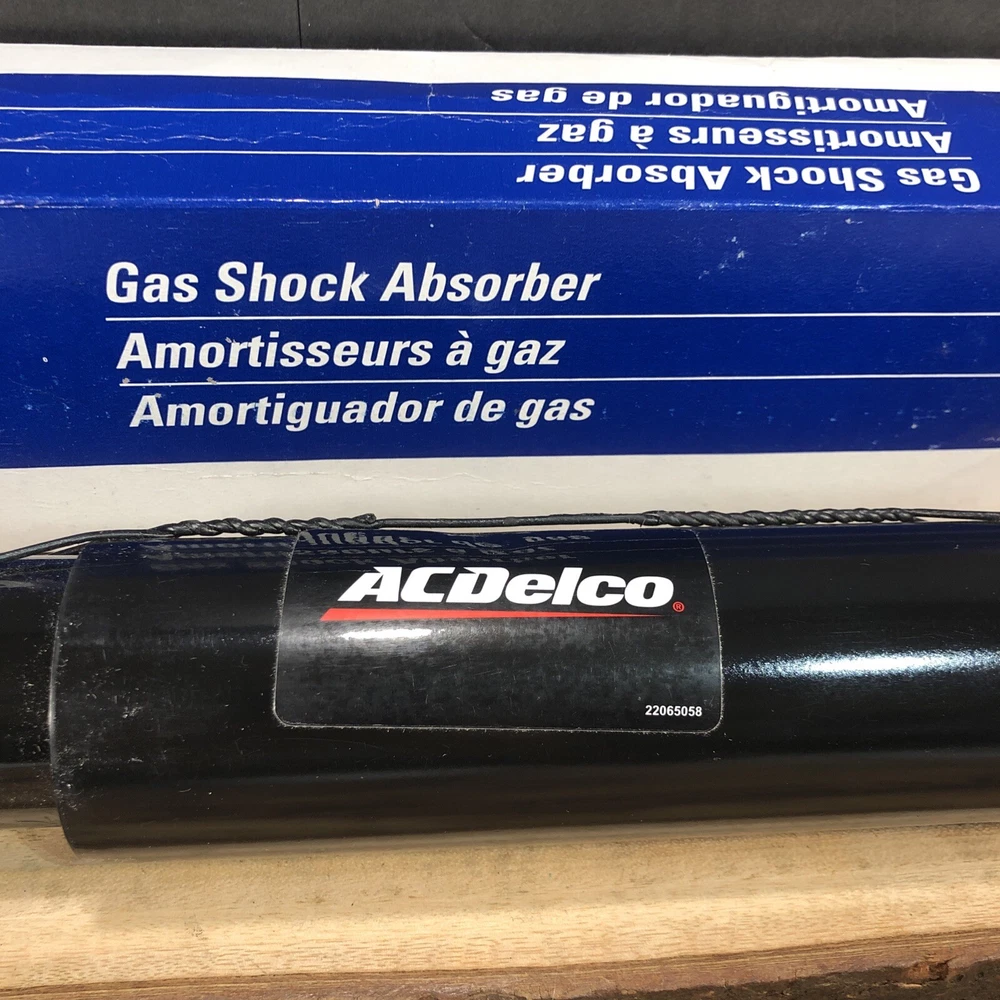 Amortiguador de gas
Amortisseurs à gaz
Gas Shock Absorber
Gas Shock Absorber
Amortisseurs à gaz
Amortiguador de gas
ACDelco®
22065058